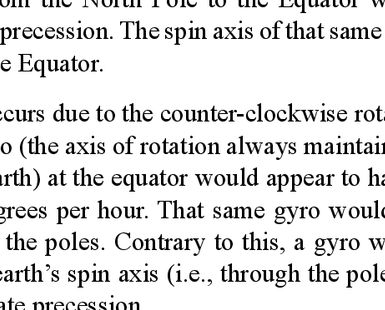 the North Pole to the Equator
precession. The spin axis of that same
e Equator.
ccurs due to the counter-clockwise rota
o (the axis of rotation always maintain
arth) at the equator would appear to ha
grees per hour. That same gyro would
the poles. Contrary to this, a gyro w
earth's spin axis (i.e., through the pole
ate precession